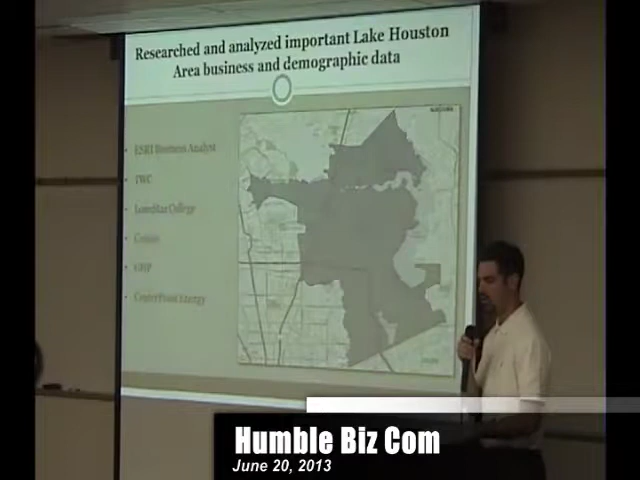 Researched and analyzed important Lake Houston
Area business and demographic data
ESRI Business Analyst
TWC
LoneStar College
Census
GHP
CenterPoint Energy
Humble Biz Com
June 20, 2013